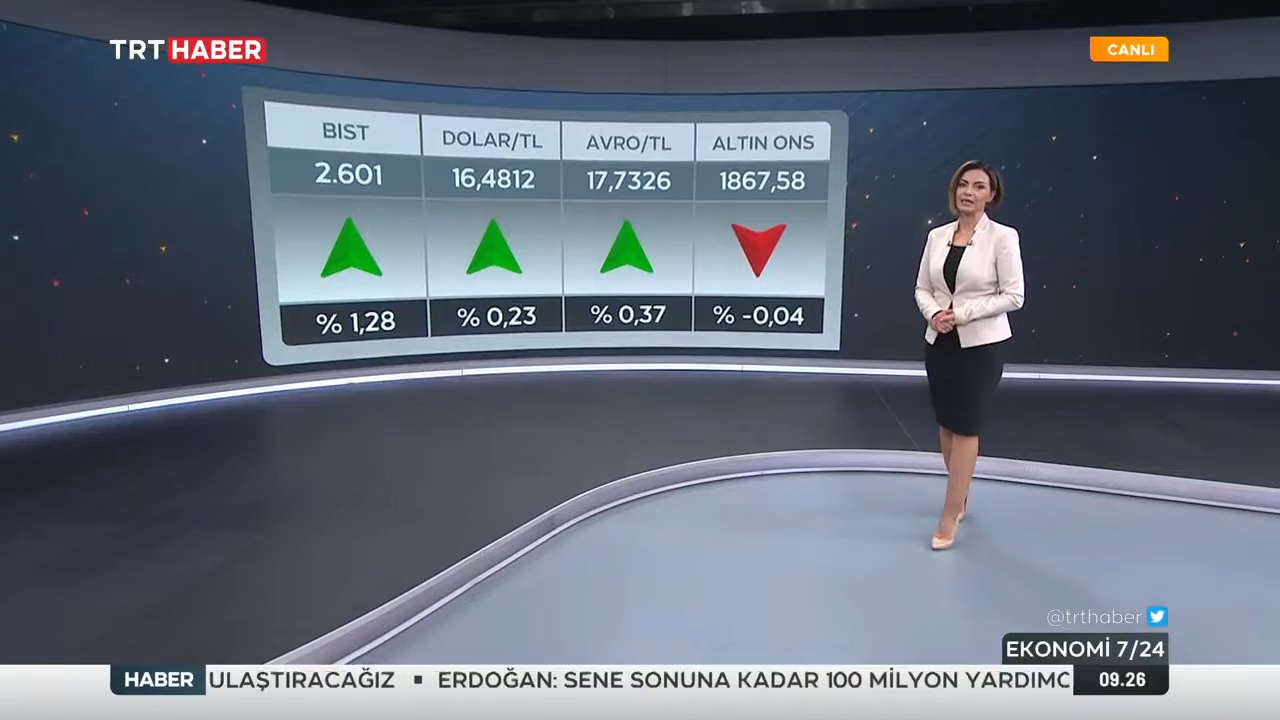 TRT HABER
CANLI
BIST DOLAR/TL AVRO/TL ALTIN ONS
2.601 16,4812 17,7326 1867,58
% 1,28 % 0,23 % 0,37 % -0,04
@trthaber
EKONOMİ 7/24
HABER ULAŞTIRACAĞIZ ▪ ERDOĞAN: SENE SONUNA KADAR 100 MİLYON YARDIMC 09.26